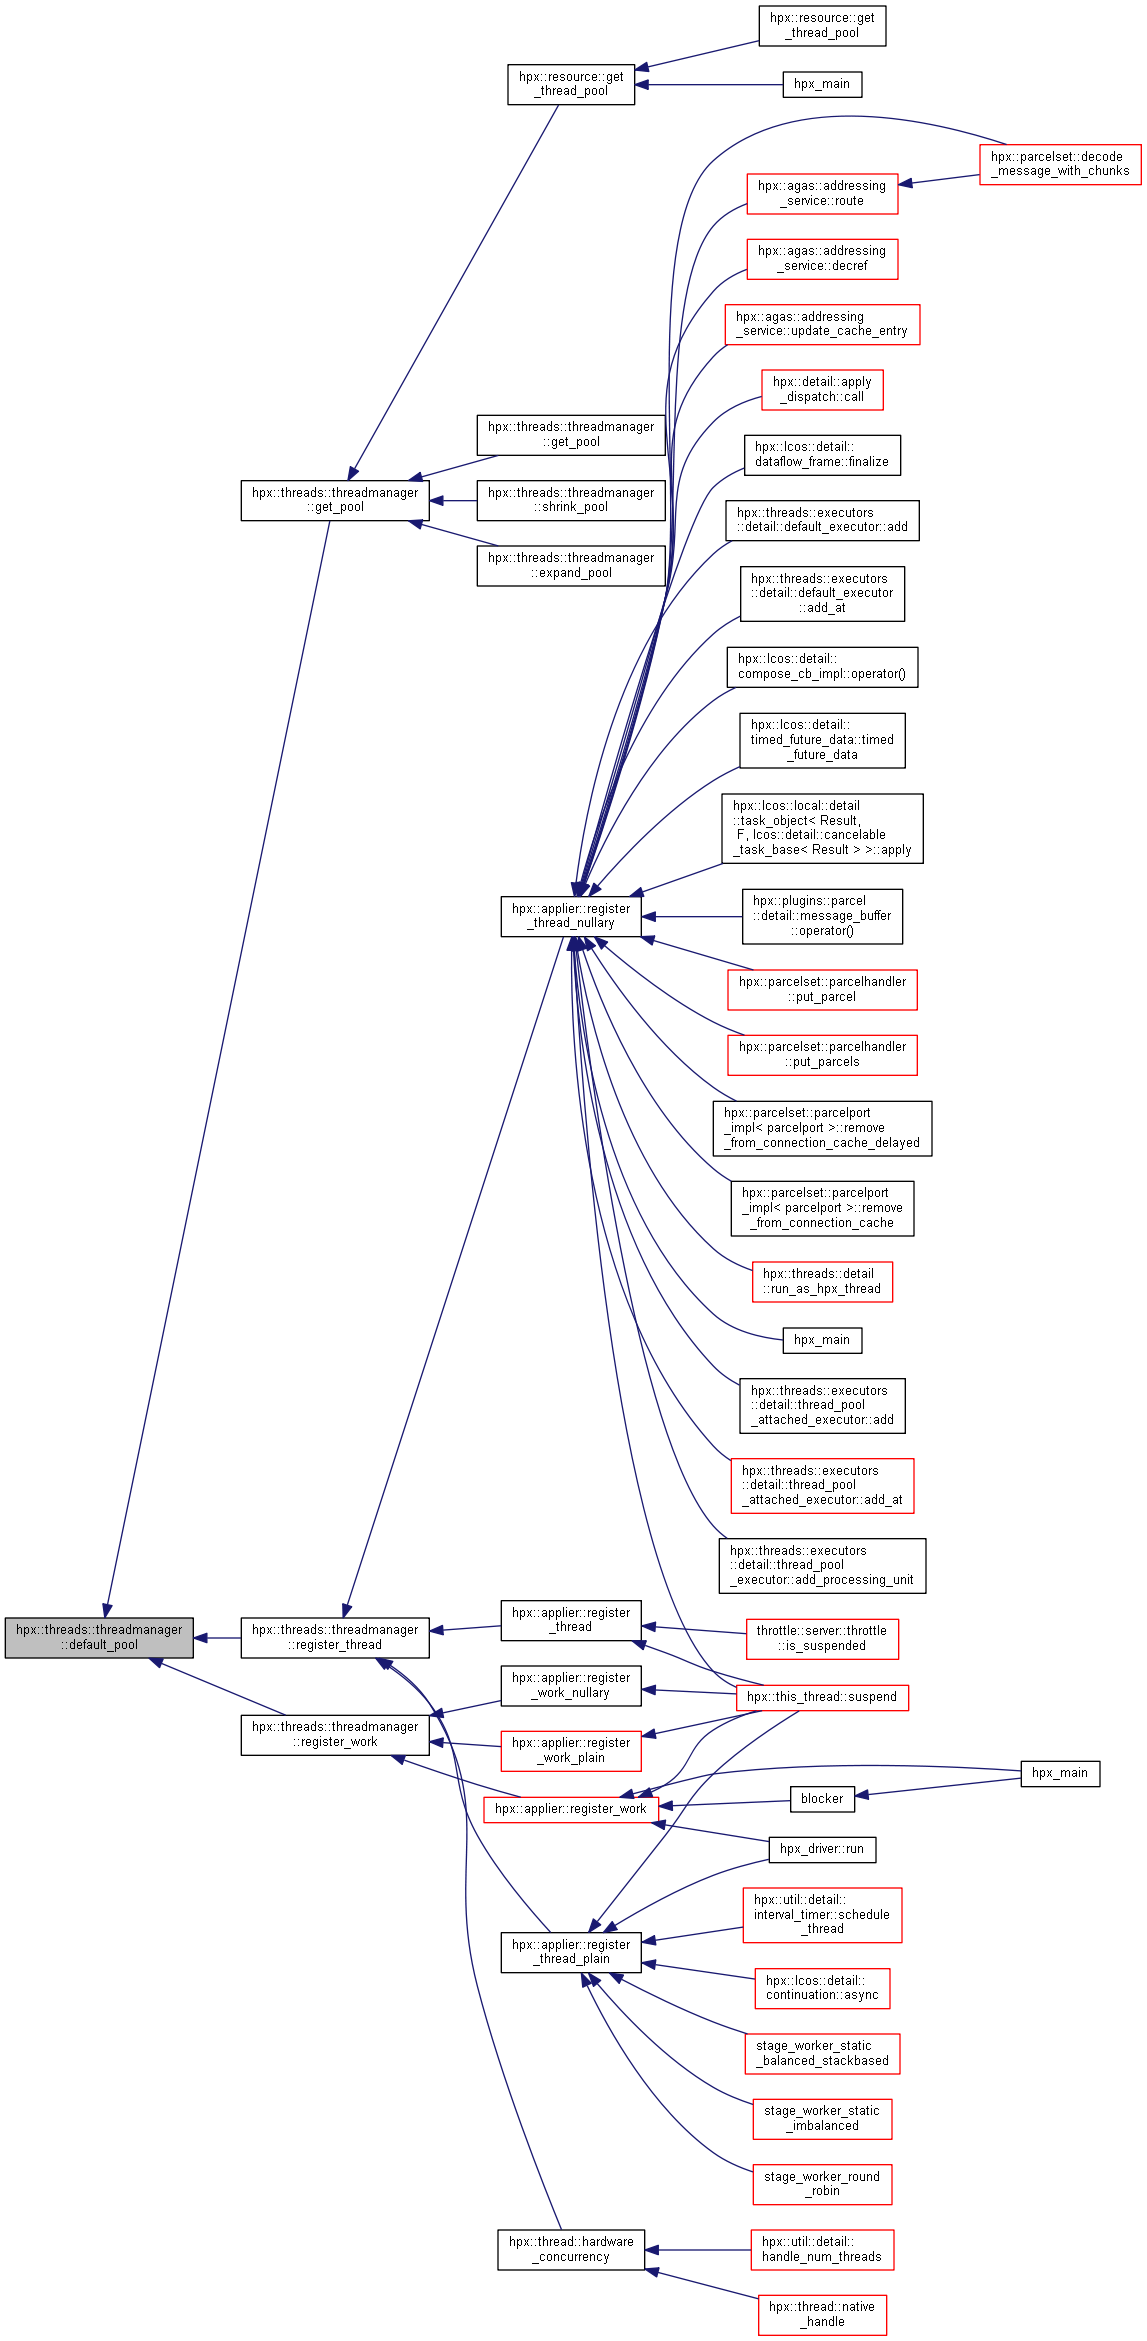 hpx::resource::get
_thread_pool
hpx::resource::get
_thread_pool
hpx_main
hpx::parcelset::decode
_message_with_chunks
hpx::agas::addressing
_service::route
hpx::agas::addressing
_service::decref
hpx::agas::addressing
_service::update_cache_entry
hpx::detail::apply
_dispatch::call
hpx::threads::threadmanager
::get_pool
hpx::lcos::detail::
dataflow_frame::finalize
hpx::threads::threadmanager
::get_pool
hpx::threads::threadmanager
::shrink_pool
hpx::threads::executors
::detail::default_executor::add
hpx::threads::threadmanager
::expand_pool
hpx::threads::executors
::detail::default_executor
::add_at
hpx::lcos::detail::
compose_cb_impl::operator()
hpx::lcos::detail::
timed_future_data::timed
_future_data
hpx::lcos::local::detail
::task_object< Result,
F, lcos::detail::cancelable
_task_base< Result > >::apply
hpx::applier::register
_thread_nullary
hpx::plugins::parcel
::detail::message_buffer
::operator()
hpx::parcelset::parcelhandler
::put_parcel
hpx::parcelset::parcelhandler
::put_parcels
hpx::parcelset::parcelport
_impl< parcelport >::remove
_from_connection_cache_delayed
hpx::parcelset::parcelport
_impl< parcelport >::remove
_from_connection_cache
hpx::threads::detail
::run_as_hpx_thread
hpx_main
hpx::threads::executors
::detail::thread_pool
_attached_executor::add
hpx::threads::executors
::detail::thread_pool
_attached_executor::add_at
hpx::threads::executors
::detail::thread_pool
_executor::add_processing_unit
hpx::threads::threadmanager
::default_pool
hpx::threads::threadmanager
::register_thread
hpx::applier::register
_thread
throttle::server::throttle
::is_suspended
hpx::applier::register
_work_nullary
hpx::this_thread::suspend
hpx::threads::threadmanager
::register_work
hpx::applier::register
_work_plain
hpx_main
hpx::applier::register_work
blocker
hpx_driver::run
hpx::util::detail::
interval_timer::schedule
_thread
hpx::applier::register
_thread_plain
hpx::lcos::detail::
continuation::async
stage_worker_static
_balanced_stackbased
stage_worker_static
_imbalanced
stage_worker_round
_robin
hpx::thread::hardware
_concurrency
hpx::util::detail::
handle_num_threads
hpx::thread::native
_handle